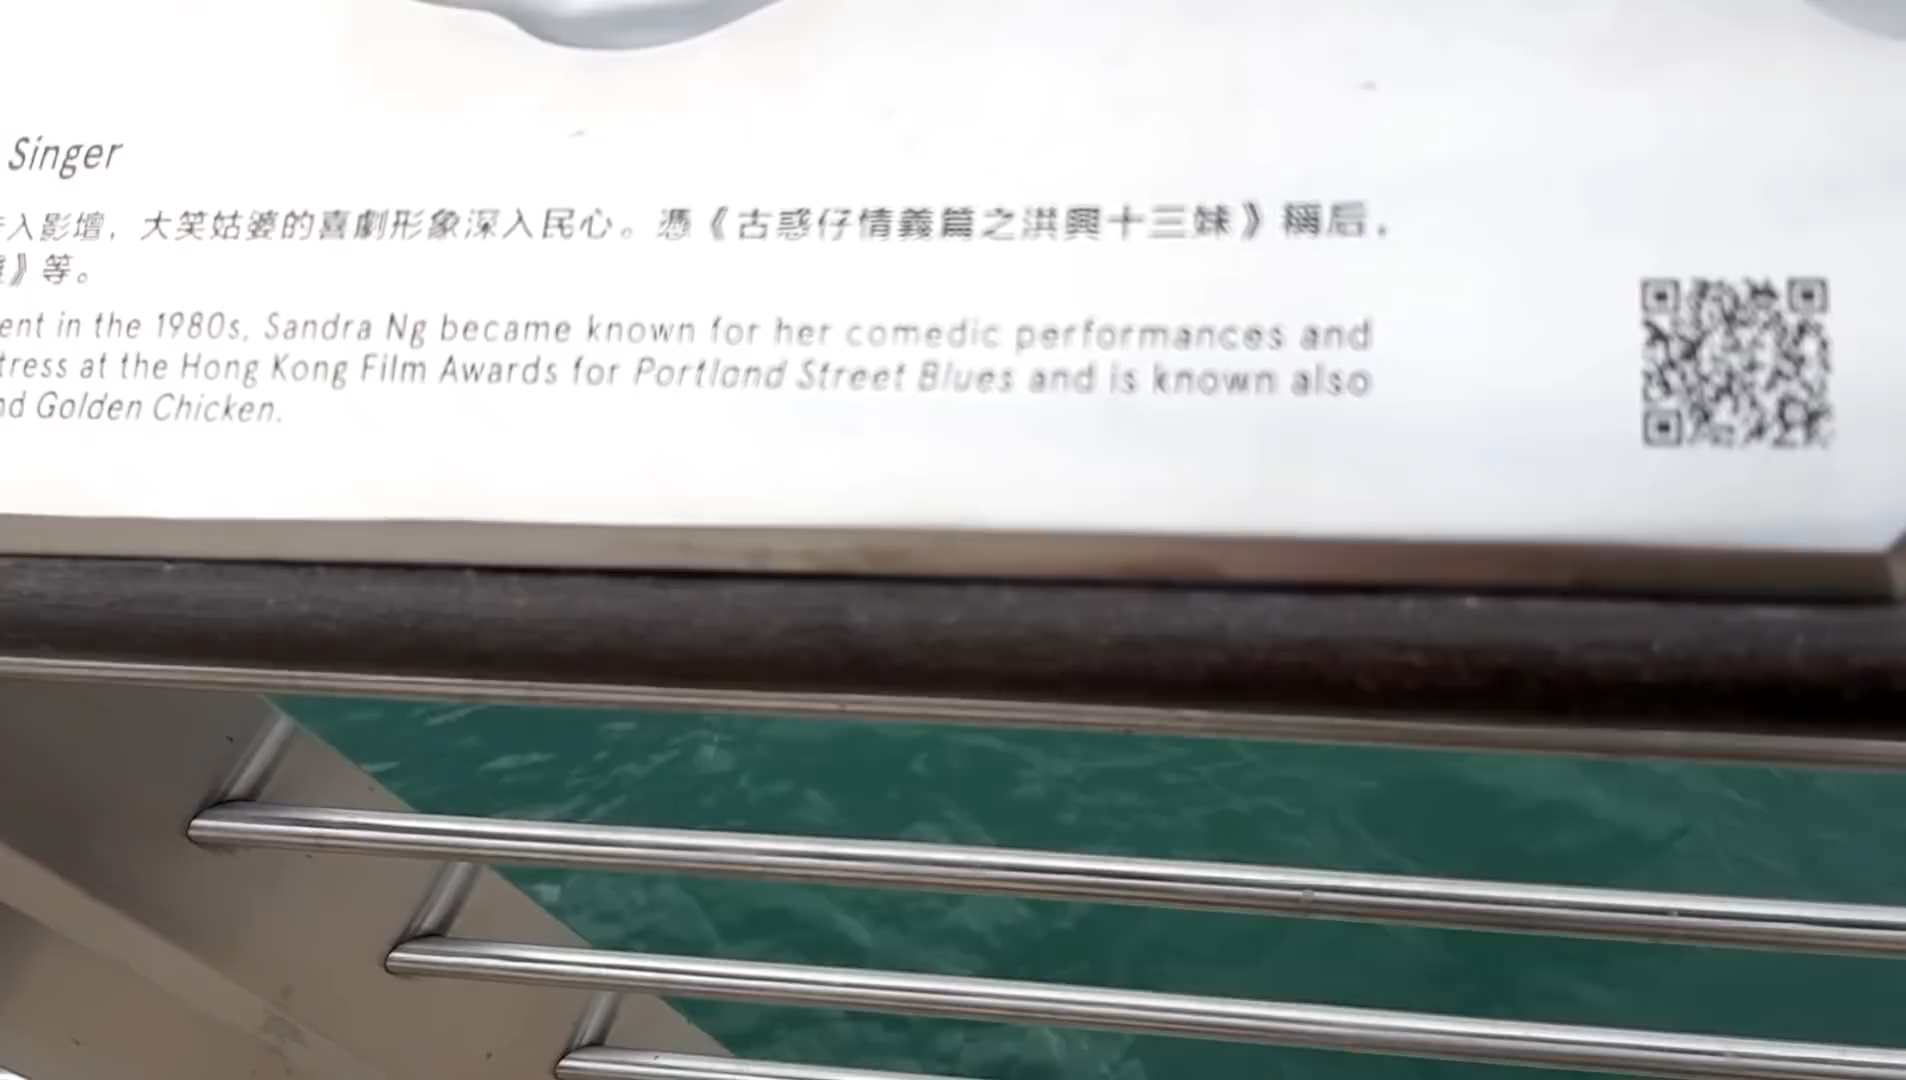 Singer
入影壇，大笑姑婆的喜劇形象深入民心。憑《古惑仔情義篇之洪興十三妹》稱后，
》等。
ent in the 1980s, Sandra Ng became known for her comedic performances and
tress at the Hong Kong Film Awards for Portland Street Blues and is known also
nd Golden Chicken.